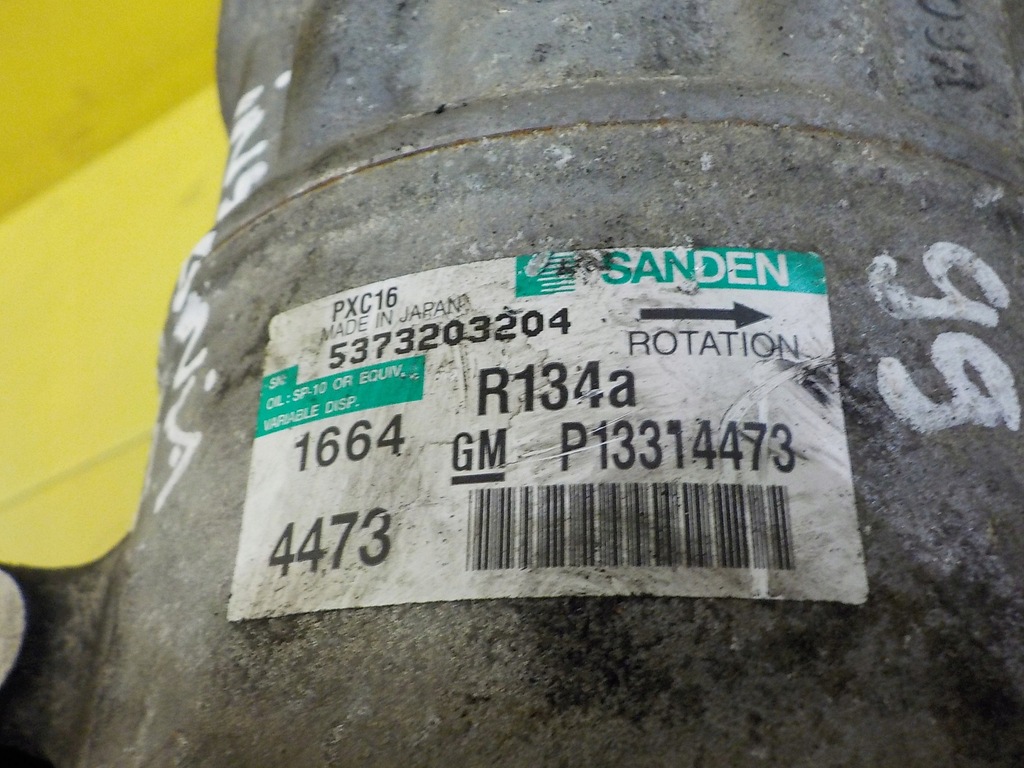 SANDEN
PXC16
MADE IN JAPAN
5373203204
ROTATION
SN:
OIL: SP-10 OR EQUIV.
VARIABLE DISP.
R134a
1664
GM P13314473
4473